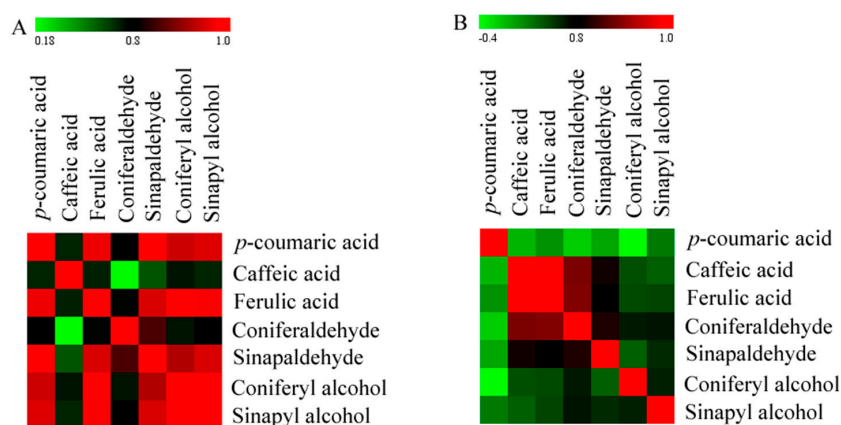 A
0.18 0.8 1.0
p-coumaric acid
Caffeic acid
Ferulic acid
Coniferaldehyde
Sinapaldehyde
Coniferyl alcohol
Sinapyl alcohol
p-coumaric acid
Caffeic acid
Ferulic acid
Coniferaldehyde
Sinapaldehyde
Coniferyl alcohol
Sinapyl alcohol
B
-0.4 0.8 1.0
p-coumaric acid
Caffeic acid
Ferulic acid
Coniferaldehyde
Sinapaldehyde
Coniferyl alcohol
Sinapyl alcohol
p-coumaric acid
Caffeic acid
Ferulic acid
Coniferaldehyde
Sinapaldehyde
Coniferyl alcohol
Sinapyl alcohol